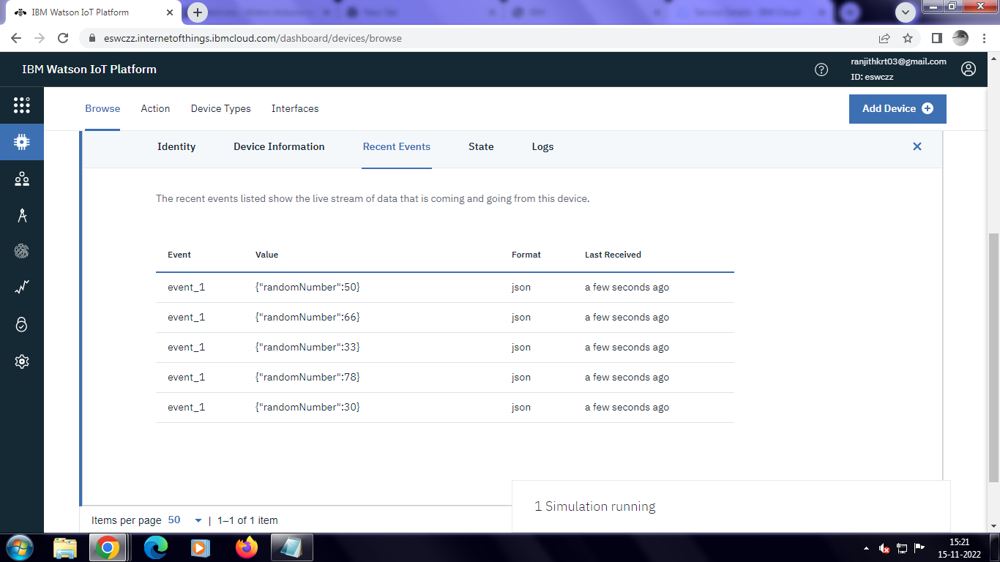 IBM Watson IoT Platform
eswczz.internetofthings.ibmcloud.com/dashboard/devices/browse
IBM Watson IoT Platform
ranjithkrt03@gmail.com
ID: eswczz
Browse Action Device Types Interfaces Add Device
Identity Device Information Recent Events State Logs
The recent events listed show the live stream of data that is coming and going from this device.
Event Value Format Last Received
event_1 {"randomNumber":50} json a few seconds ago
event_1 {"randomNumber":66} json a few seconds ago
event_1 {"randomNumber":33} json a few seconds ago
event_1 {"randomNumber":78} json a few seconds ago
event_1 {"randomNumber":30} json a few seconds ago
1 Simulation running
Items per page 50 | 1–1 of 1 item
15:21
15-11-2022